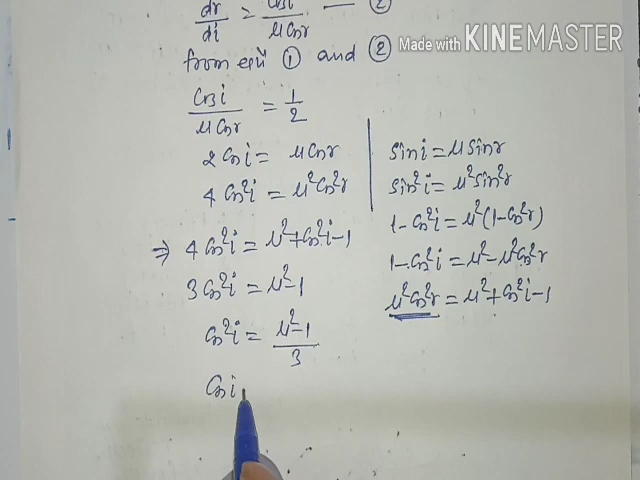 dr/di = cos i/μ cos r — ②
Made with KINEMASTER
from eqn ① and ②
cos i/μ cos r = 1/2
2 cos i = μ cos r
4 cos²i = μ² cos²r
⇒ 4 cos²i = μ² + cos²i - 1
3 cos²i = μ² - 1
cos²i = μ² - 1/3
cos i
sin i = μ sin r
sin²i = μ² sin²r
1 - cos²i = μ²(1 - cos²r)
1 - cos²i = μ² - μ² cos²r
μ² cos²r = μ² + cos²i - 1